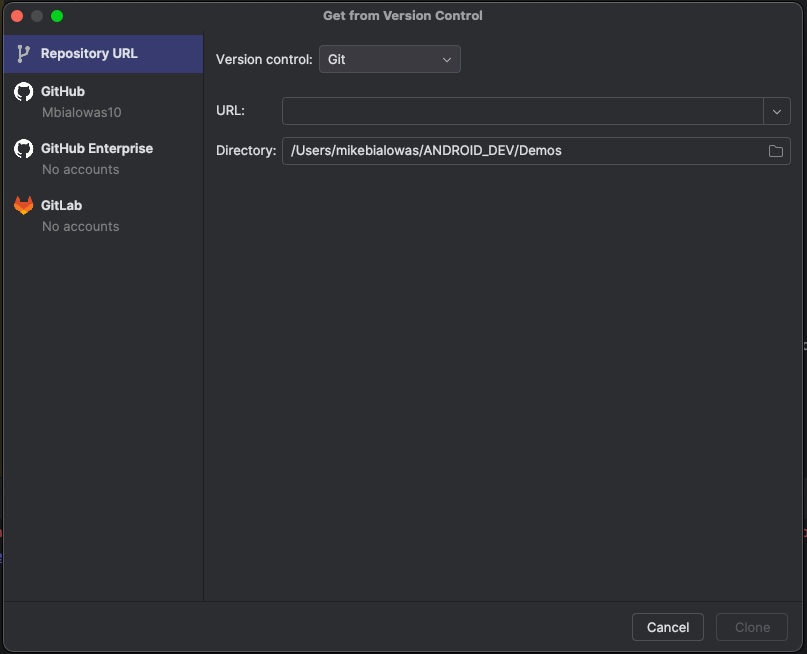 Get from Version Control
Repository URL
GitHub
Mbialowas10
GitHub Enterprise
No accounts
GitLab
No accounts
Version control: Git
URL:
Directory: /Users/mikebialowas/ANDROID_DEV/Demos
Cancel Clone